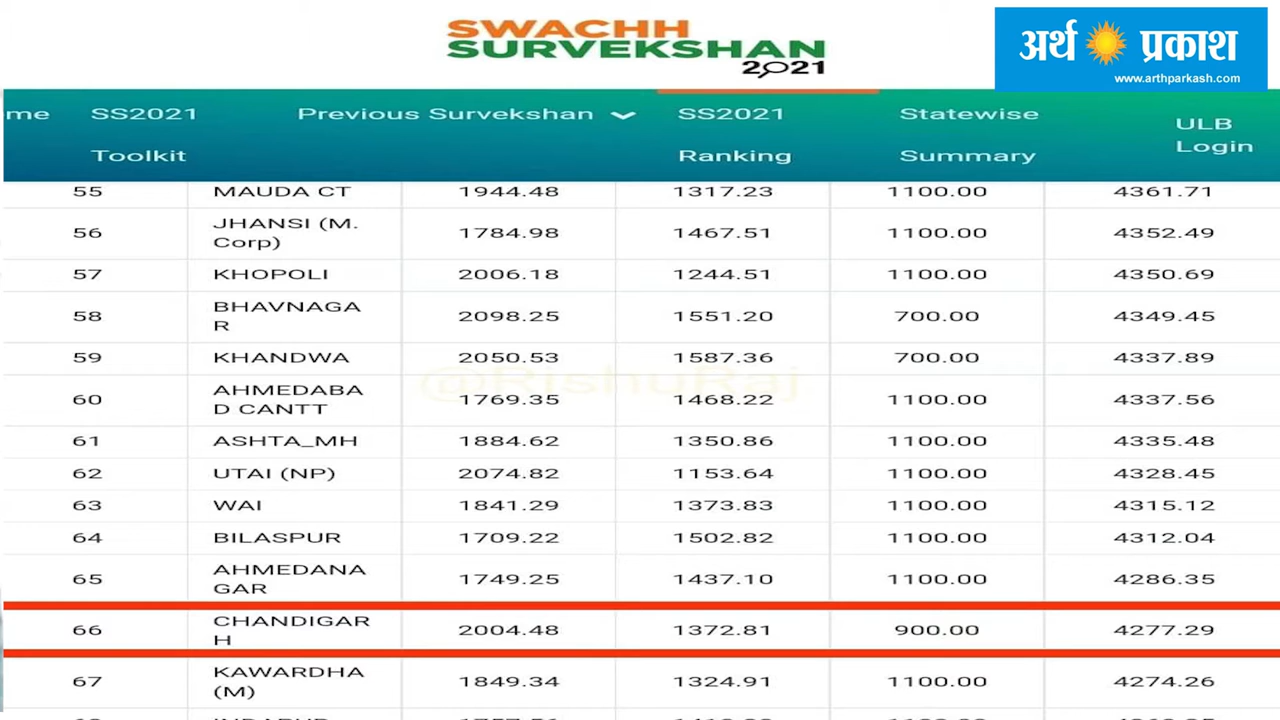 SWACHH
SURVEKSHAN
2021
अर्थ प्रकाश
www.arthparkash.com
me SS2021 Toolkit Previous Survekshan SS2021 Ranking Statewise Summary ULB Login
55 MAUDA CT 1944.48 1317.23 1100.00 4361.71
56 JHANSI (M. Corp) 1784.98 1467.51 1100.00 4352.49
57 KHOPOLI 2006.18 1244.51 1100.00 4350.69
58 BHAVNAGA R 2098.25 1551.20 700.00 4349.45
59 KHANDWA 2050.53 1587.36 700.00 4337.89
@RishuRaj
60 AHMEDABA D CANTT 1769.35 1468.22 1100.00 4337.56
61 ASHTA_MH 1884.62 1350.86 1100.00 4335.48
62 UTAI (NP) 2074.82 1153.64 1100.00 4328.45
63 WAI 1841.29 1373.83 1100.00 4315.12
64 BILASPUR 1709.22 1502.82 1100.00 4312.04
65 AHMEDANA GAR 1749.25 1437.10 1100.00 4286.35
66 CHANDIGAR H 2004.48 1372.81 900.00 4277.29
67 KAWARDHA (M) 1849.34 1324.91 1100.00 4274.26